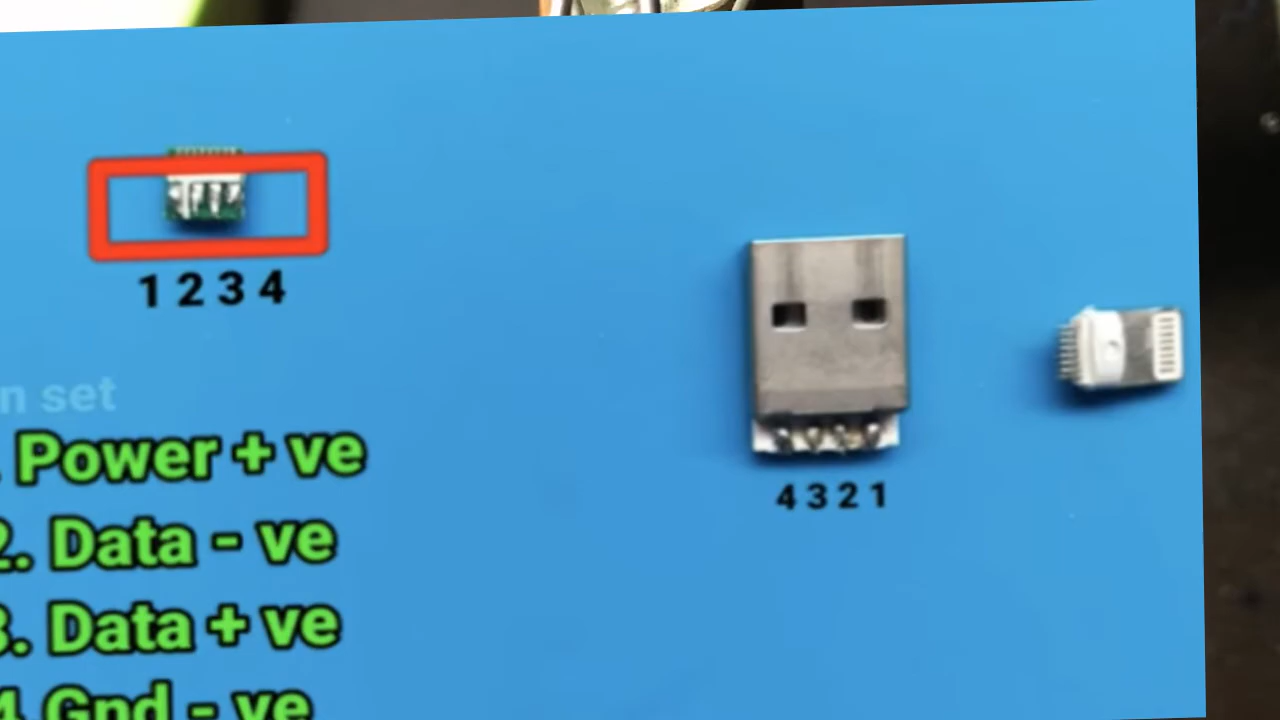 1 2 3 4
4 3 2 1
n set
. Power + ve
2. Data - ve
3. Data + ve
4 Gnd - ve